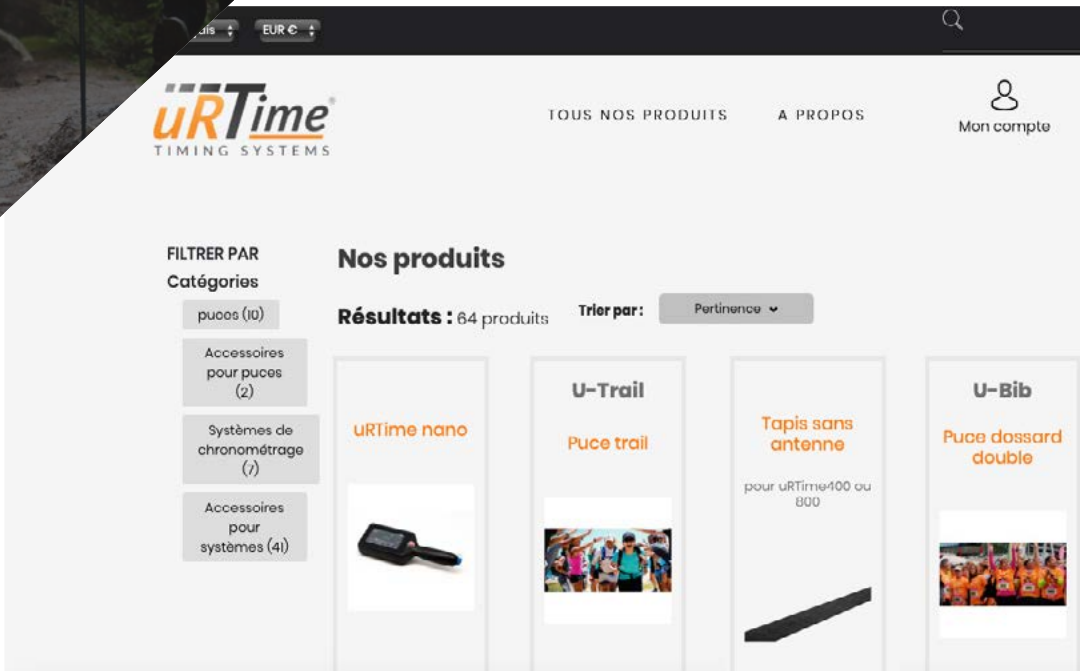 EUR €
uRTime
TIMING SYSTEMS
TOUS NOS PRODUITS
A PROPOS
Mon compte
FILTRER PAR
Catégories
puces (10)
Accessoires
pour puces
(2)
Systèmes de
chronométrage
(7)
Accessoires
pour
systèmes (41)
Nos produits
Résultats : 64 produits
Trier par :
Pertinence
uRTime nano
U-Trail
Puce trail
Tapis sans
antenne
pour uRTime400 ou
800
U-Bib
Puce dossard
double